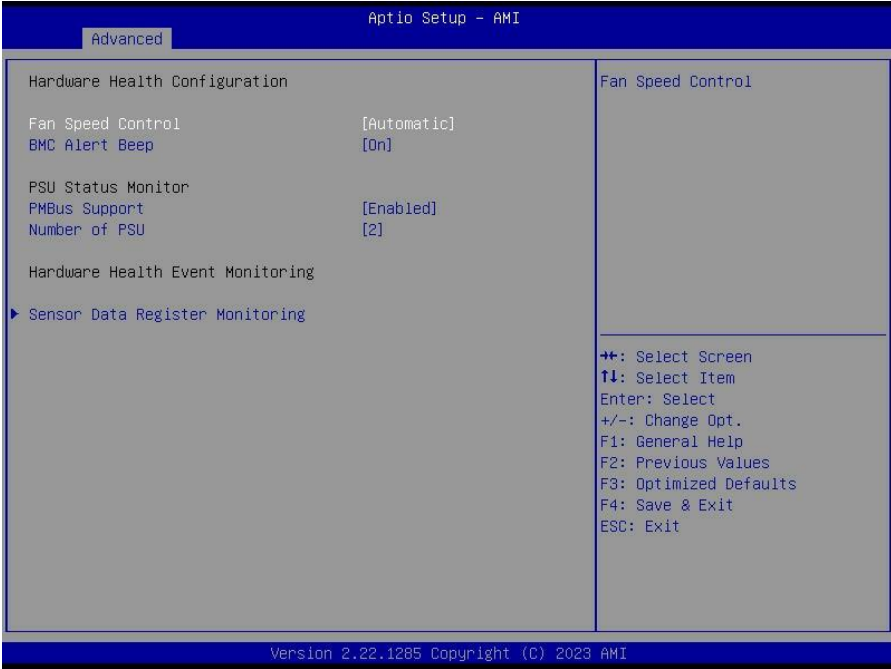 Aptio Setup – AMI
Advanced
Hardware Health Configuration
Fan Speed Control [Automatic]
BMC Alert Beep [On]
PSU Status Monitor
PMBus Support [Enabled]
Number of PSU [2]
Hardware Health Event Monitoring
▶ Sensor Data Register Monitoring
Fan Speed Control
→←: Select Screen
↑↓: Select Item
Enter: Select
+/-: Change Opt.
F1: General Help
F2: Previous Values
F3: Optimized Defaults
F4: Save & Exit
ESC: Exit
Version 2.22.1285 Copyright (C) 2023 AMI